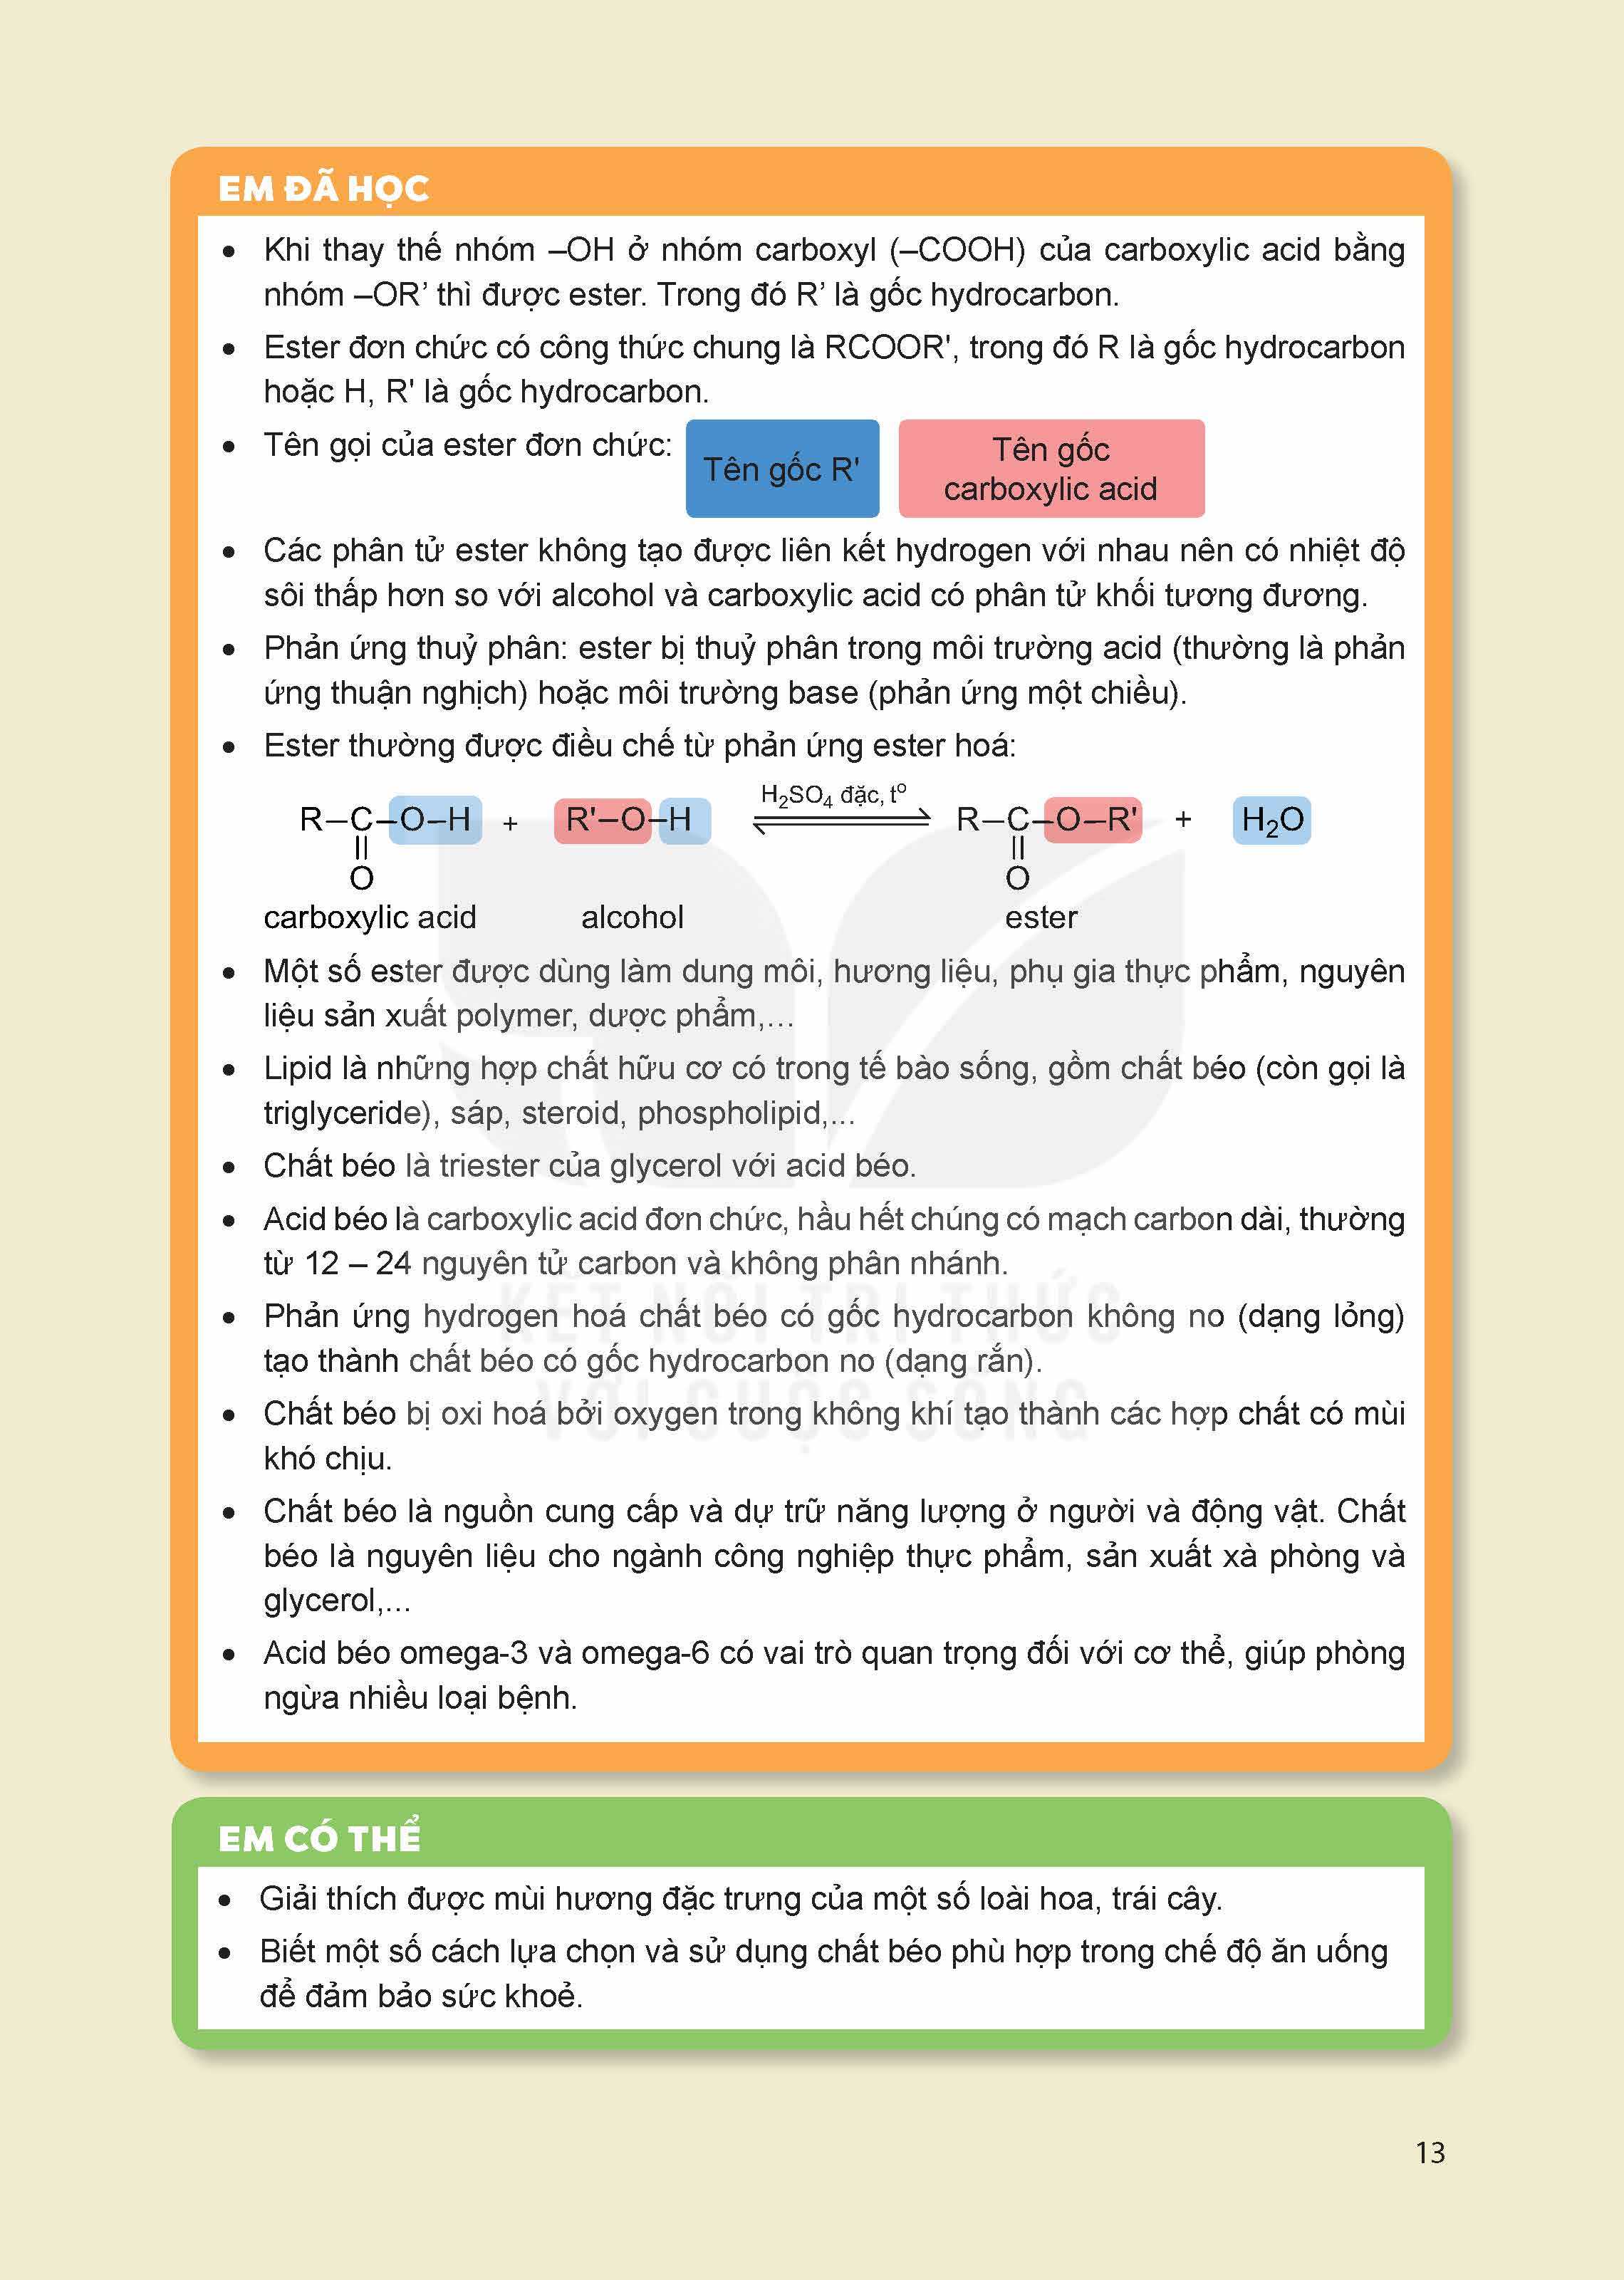 EM ĐÃ HỌC
• Khi thay thế nhóm –OH ở nhóm carboxyl (–COOH) của carboxylic acid bằng
nhóm –OR’ thì được ester. Trong đó R’ là gốc hydrocarbon.
• Ester đơn chức có công thức chung là RCOOR', trong đó R là gốc hydrocarbon
hoặc H, R' là gốc hydrocarbon.
• Tên gọi của ester đơn chức: Tên gốc R' Tên gốc
carboxylic acid
• Các phân tử ester không tạo được liên kết hydrogen với nhau nên có nhiệt độ
sôi thấp hơn so với alcohol và carboxylic acid có phân tử khối tương đương.
• Phản ứng thuỷ phân: ester bị thuỷ phân trong môi trường acid (thường là phản
ứng thuận nghịch) hoặc môi trường base (phản ứng một chiều).
• Ester thường được điều chế từ phản ứng ester hoá:
H₂SO₄ đặc, tº
R–C–O–H + R'–O–H ⇌ R–C–O–R' + H₂O
|| ||
O O
carboxylic acid alcohol ester
• Một số ester được dùng làm dung môi, hương liệu, phụ gia thực phẩm, nguyên
liệu sản xuất polymer, dược phẩm,...
• Lipid là những hợp chất hữu cơ có trong tế bào sống, gồm chất béo (còn gọi là
triglyceride), sáp, steroid, phospholipid,...
• Chất béo là triester của glycerol với acid béo.
• Acid béo là carboxylic acid đơn chức, hầu hết chúng có mạch carbon dài, thường
từ 12 – 24 nguyên tử carbon và không phân nhánh.
KẾT NỐI TRI THỨC
• Phản ứng hydrogen hoá chất béo có gốc hydrocarbon không no (dạng lỏng)
tạo thành chất béo có gốc hydrocarbon no (dạng rắn).
VỚI CUỘC SỐNG
• Chất béo bị oxi hoá bởi oxygen trong không khí tạo thành các hợp chất có mùi
khó chịu.
• Chất béo là nguồn cung cấp và dự trữ năng lượng ở người và động vật. Chất
béo là nguyên liệu cho ngành công nghiệp thực phẩm, sản xuất xà phòng và
glycerol,...
• Acid béo omega-3 và omega-6 có vai trò quan trọng đối với cơ thể, giúp phòng
ngừa nhiều loại bệnh.
EM CÓ THỂ
• Giải thích được mùi hương đặc trưng của một số loài hoa, trái cây.
• Biết một số cách lựa chọn và sử dụng chất béo phù hợp trong chế độ ăn uống
để đảm bảo sức khoẻ.
13